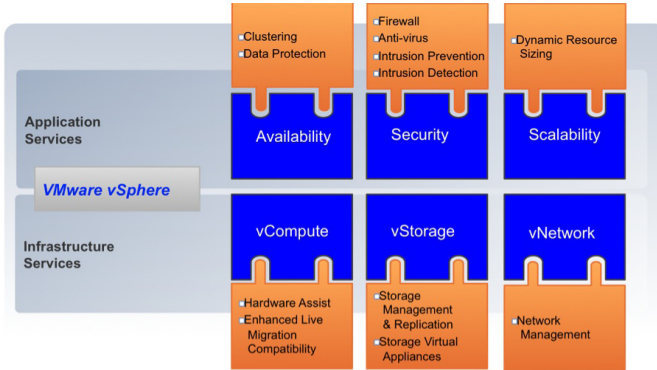 Clustering
Data Protection
Firewall
Anti-virus
Intrusion Prevention
Intrusion Detection
Dynamic Resource
Sizing
Application
Services
Availability
Security
Scalability
VMware vSphere
Infrastructure
Services
vCompute
vStorage
vNetwork
Hardware Assist
Enhanced Live
Migration
Compatibility
Storage
Management
& Replication
Storage Virtual
Appliances
Network
Management